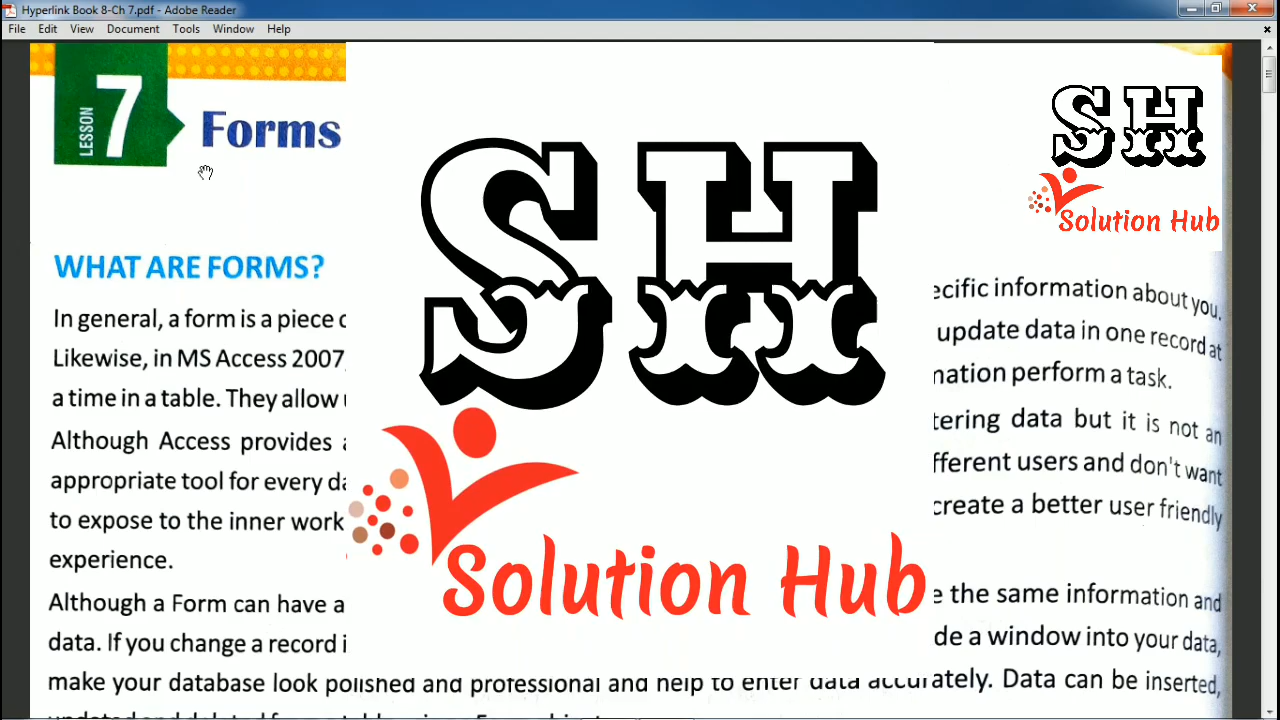 Hyperlink Book 8-Ch 7.pdf - Adobe Reader
File Edit View Document Tools Window Help
LESSON 7
Forms
SH
Solution Hub
SH
Solution Hub
WHAT ARE FORMS?
In general, a form is a piece ecific information about you.
Likewise, in MS Access 2007, update data in one record at
a time in a table. They allow mation perform a task.
Although Access provides tering data but it is not an
appropriate tool for every fferent users and don't want
to expose to the inner work create a better user friendly
experience.
Although a Form can have a e the same information and
data. If you change a record de a window into your data,
make your database look polished and professional and help to enter data accurately. Data can be inserted,